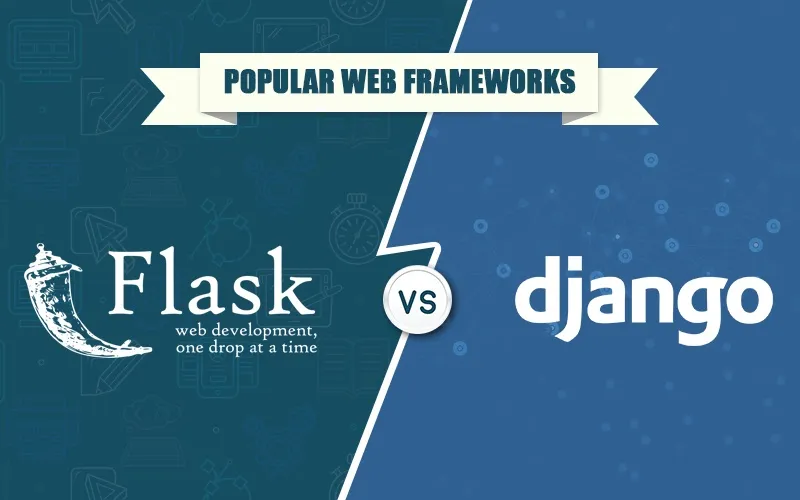 POPULAR WEB FRAMEWORKS
Flask
web development,
one drop at a time
VS
django